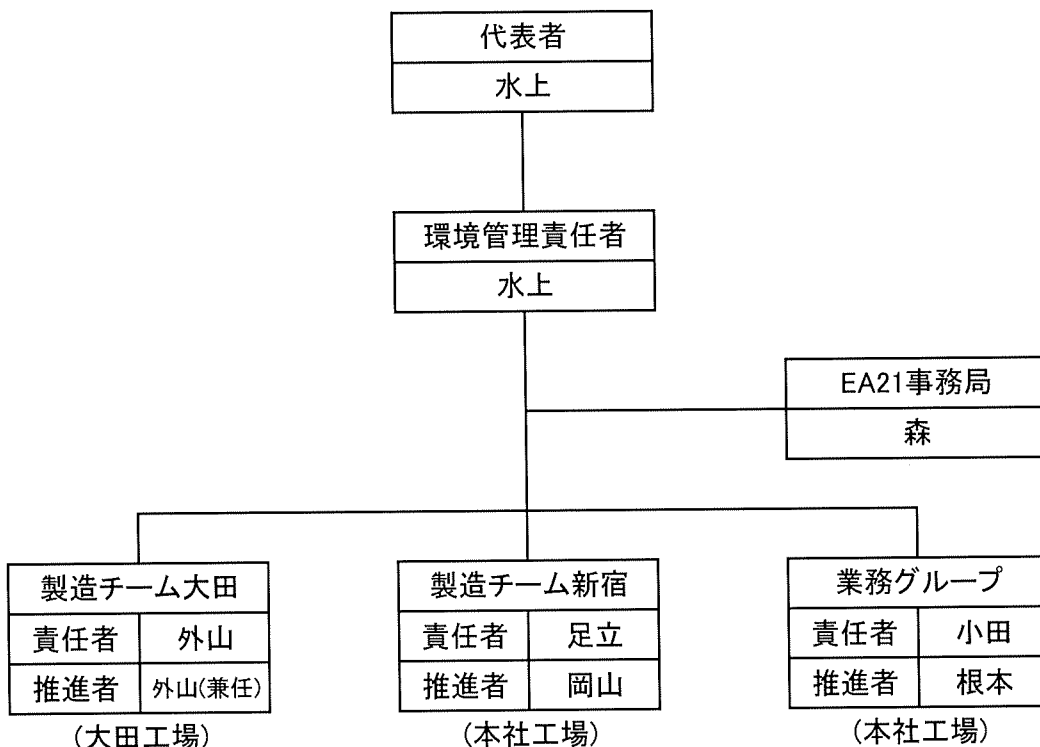 代表者
水上
環境管理責任者
水上
EA21事務局
森
製造チーム大田
責任者 外山
推進者 外山(兼任)
(大田工場)
製造チーム新宿
責任者 足立
推進者 岡山
(本社工場)
業務グループ
責任者 小田
推進者 根本
(本社工場)